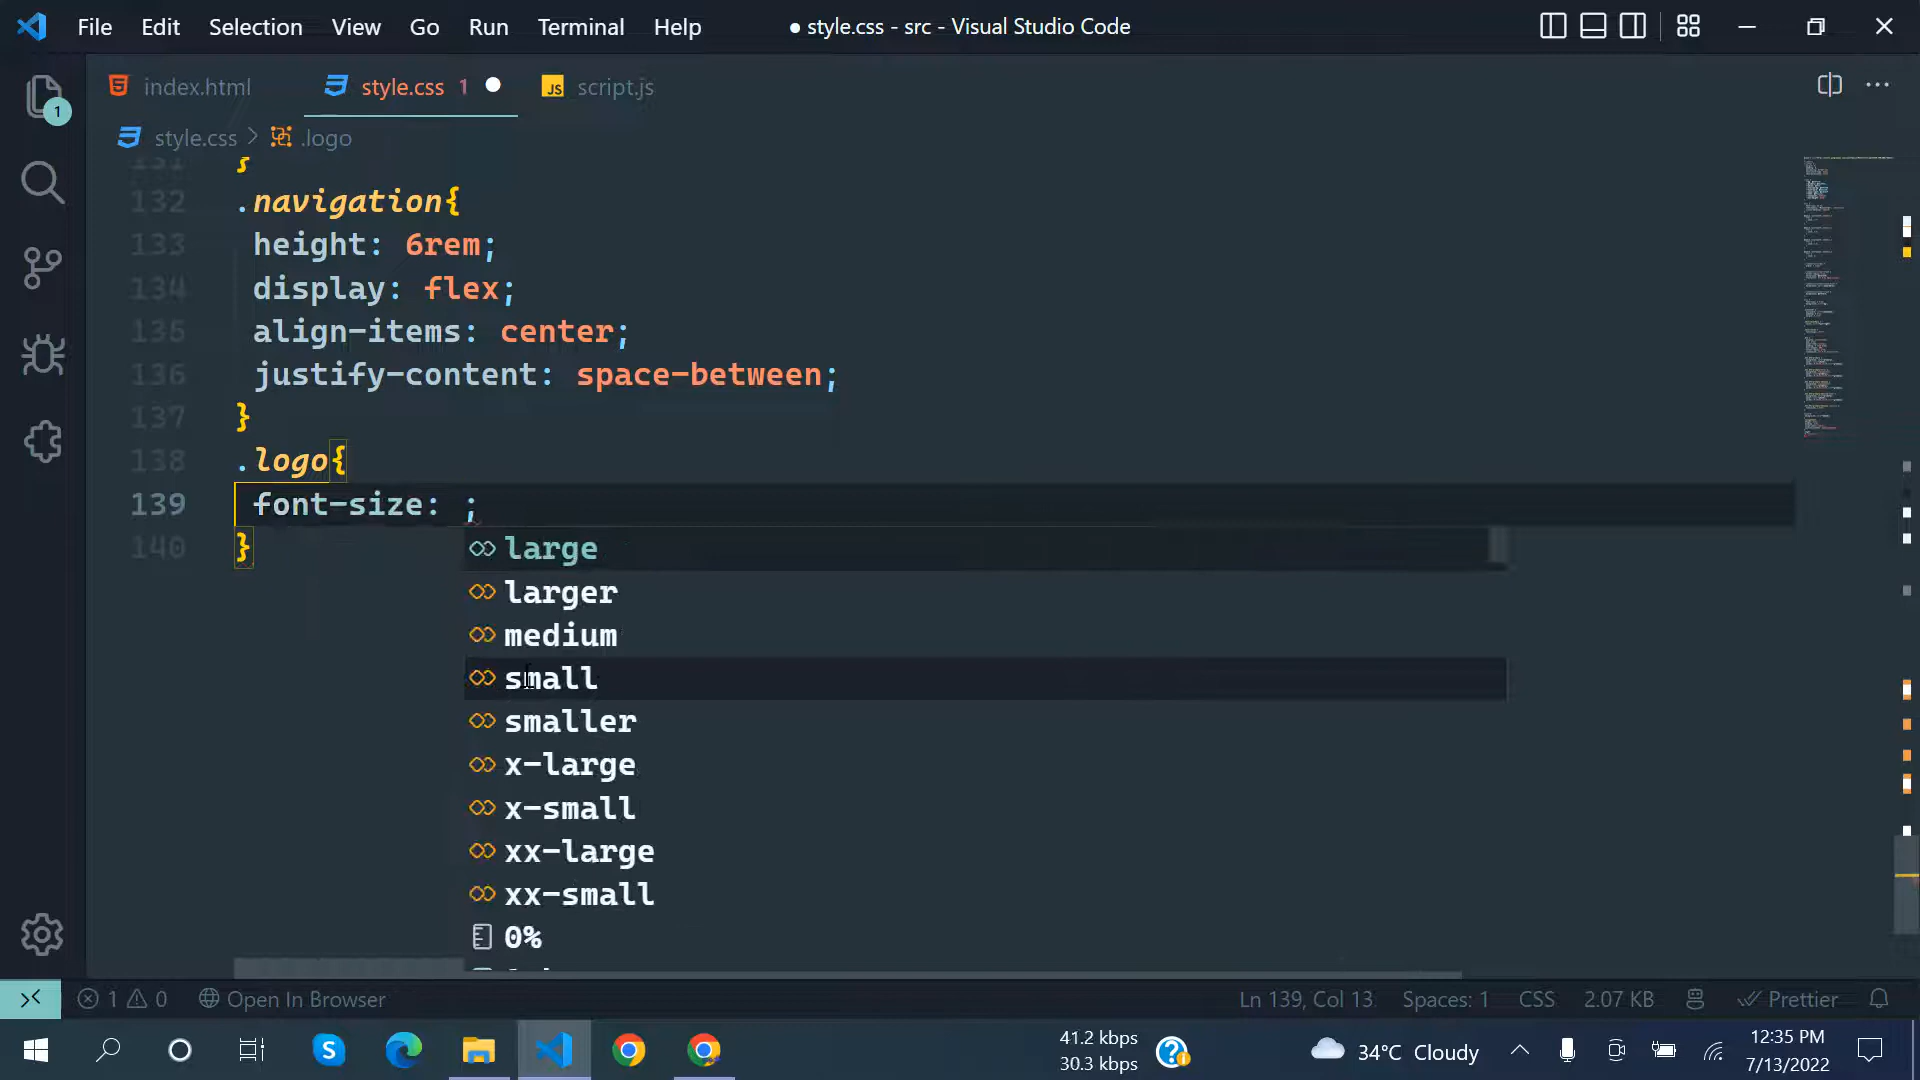 File Edit Selection View Go Run Terminal Help ● style.css - src - Visual Studio Code
index.html style.css 1 JS script.js
1
style.css > .logo
131 }
132 .navigation{
133 height: 6rem;
134 display: flex;
135 align-items: center;
136 justify-content: space-between;
137 }
138 .logo{
139 font-size: ;
140 }
large
larger
medium
small
smaller
x-large
x-small
xx-large
xx-small
0%
1 0 Open In Browser Ln 139, Col 13 Spaces: 1 CSS 2.07 KB Prettier
41.2 kbps
30.3 kbps
34°C Cloudy
12:35 PM
7/13/2022